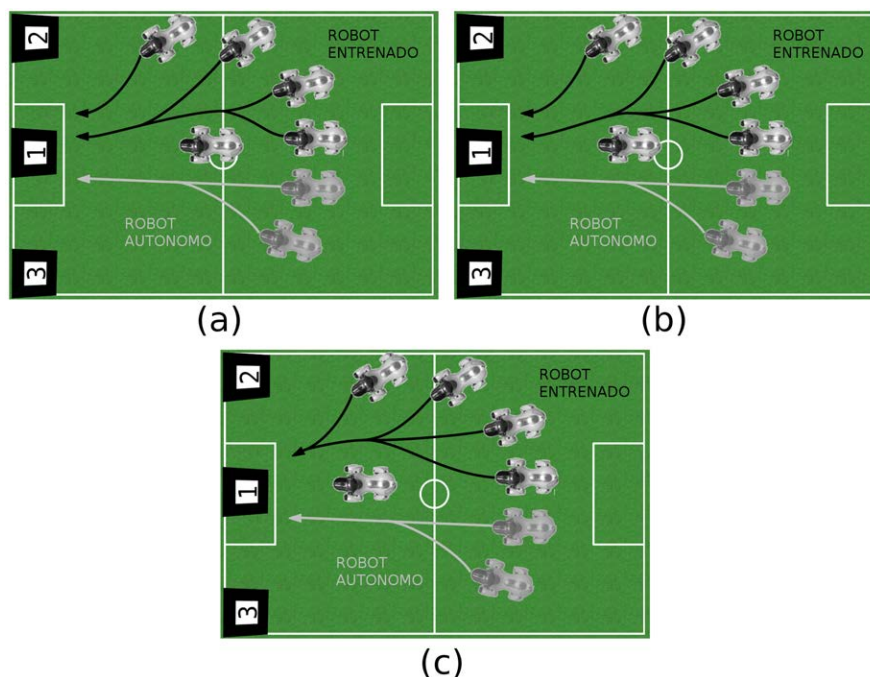 2
ROBOT
ENTRENADO
1
ROBOT
AUTONOMO
3
(a)
2
ROBOT
ENTRENADO
1
ROBOT
AUTONOMO
3
(b)
2
ROBOT
ENTRENADO
1
ROBOT
AUTONOMO
3
(c)